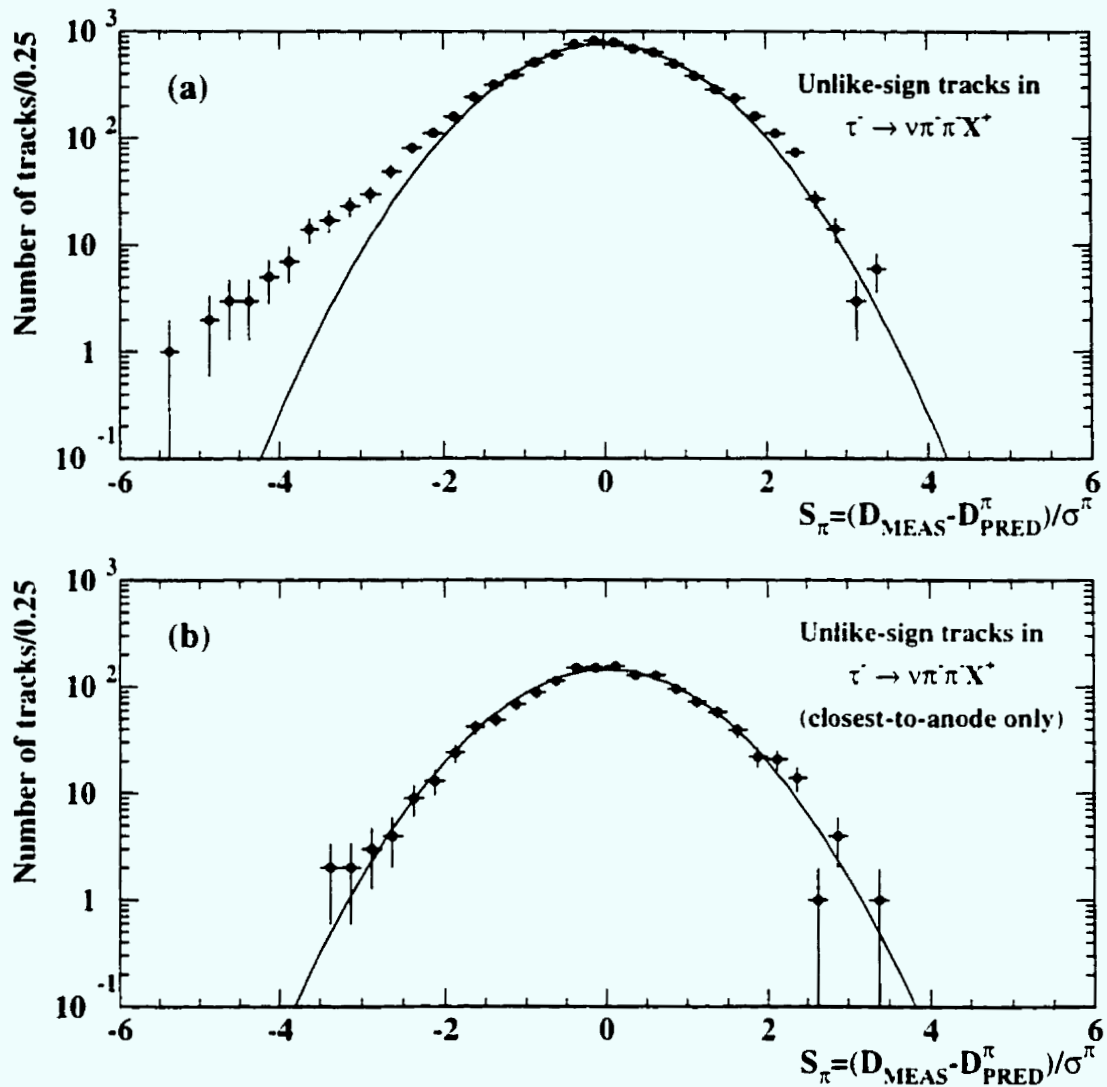 Number of tracks/0.25
10³
10²
10
1
10⁻¹
(a)
Unlike-sign tracks in
τ⁻ → νπ⁻π⁻X⁺
-6 -4 -2 0 2 4 6
S_π=(D_MEAS-D^π_PRED)/σ^π
Number of tracks/0.25
10³
10²
10
1
10⁻¹
(b)
Unlike-sign tracks in
τ⁻ → νπ⁻π⁻X⁺
(closest-to-anode only)
-6 -4 -2 0 2 4 6
S_π=(D_MEAS-D^π_PRED)/σ^π